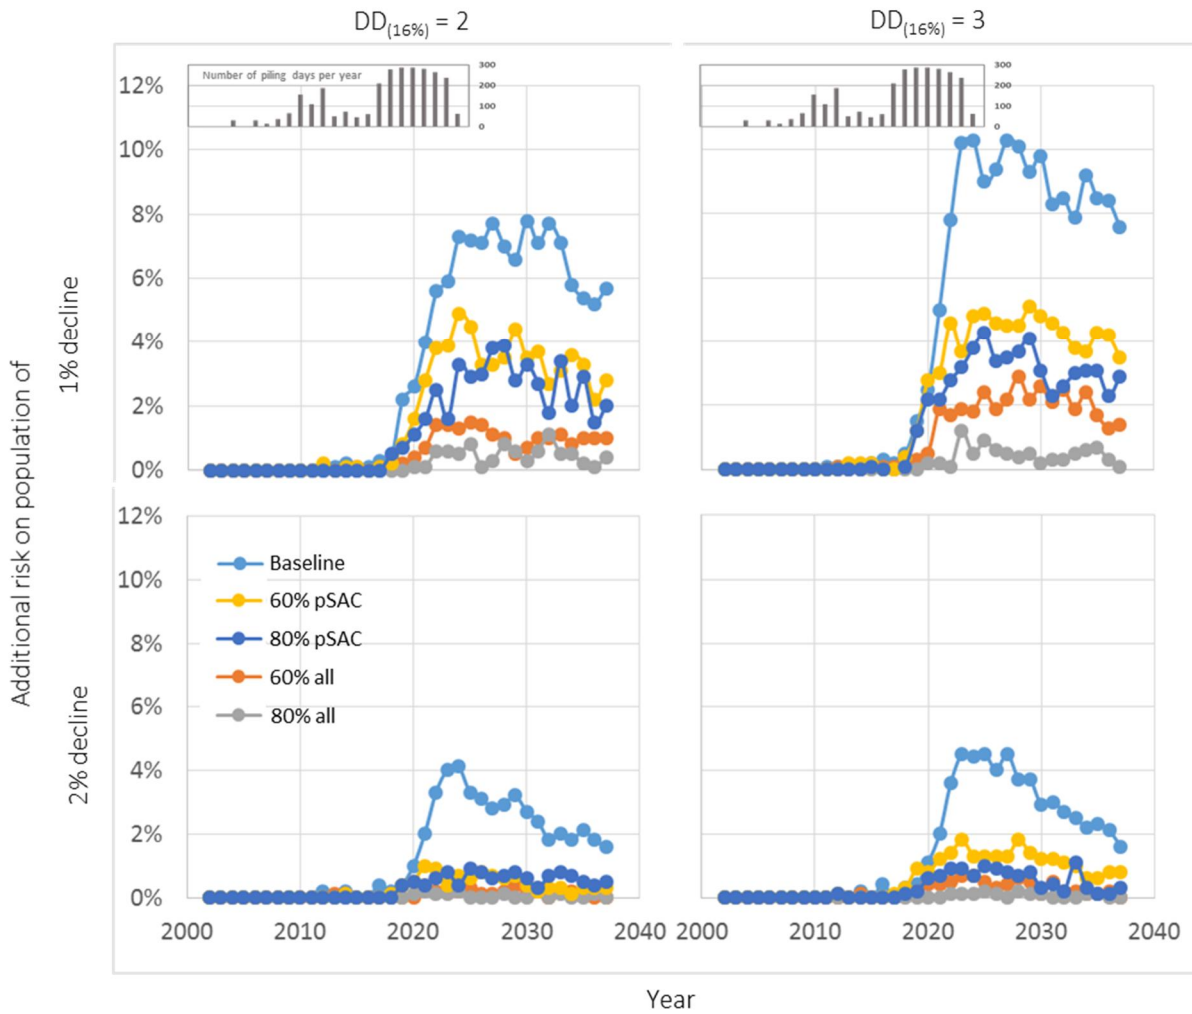 DD(16%) = 2
DD(16%) = 3
Number of piling days per year
300
200
100
0
300
200
100
0
12%
10%
8%
6%
4%
2%
0%
1% decline
Additional risk on population of
12%
10%
8%
6%
4%
2%
0%
2% decline
Baseline
60% pSAC
80% pSAC
60% all
80% all
2000 2010 2020 2030 2040 2000 2010 2020 2030 2040
Year